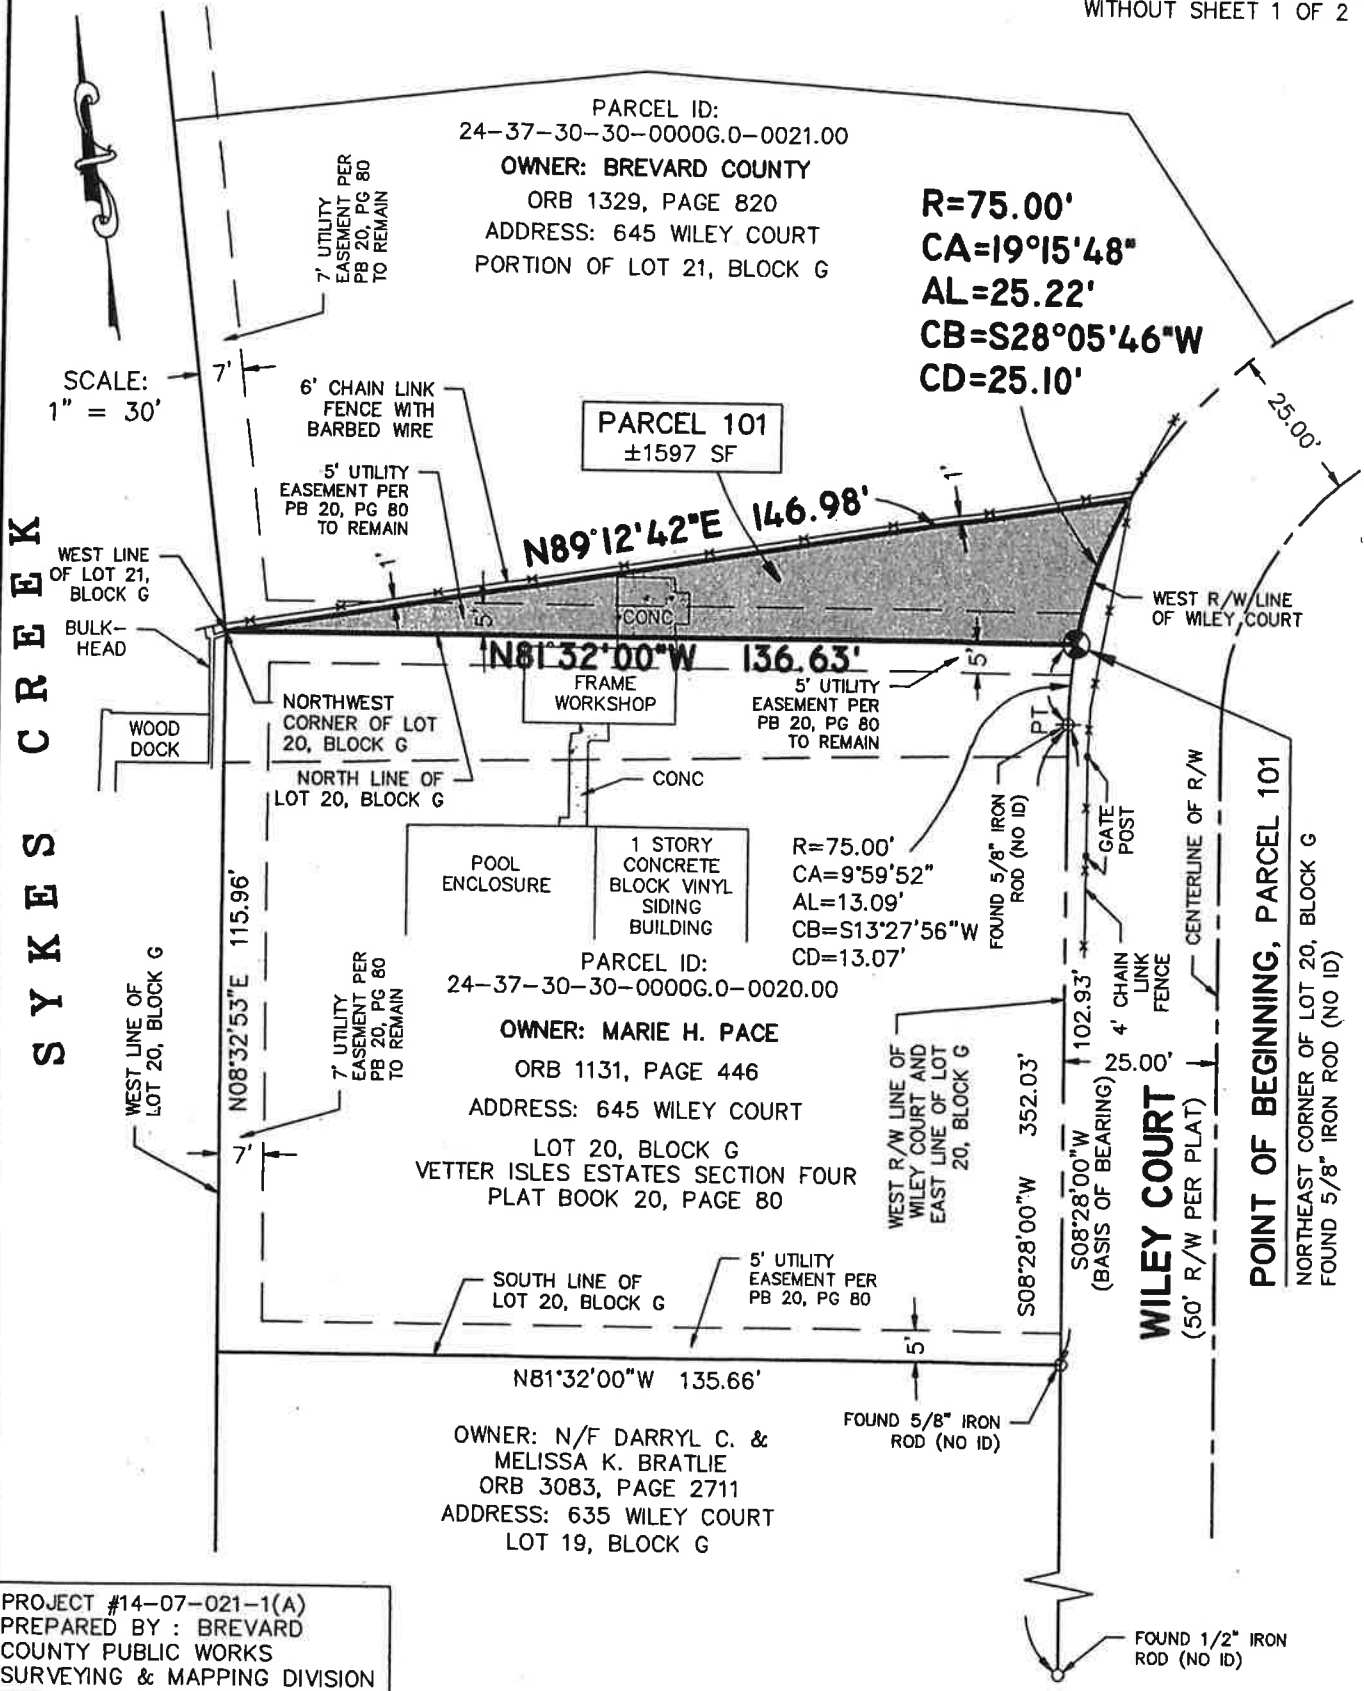 WITHOUT SHEET 1 OF 2
PARCEL ID:
24-37-30-30-0000G.0-0021.00
OWNER: BREVARD COUNTY
ORB 1329, PAGE 820
ADDRESS: 645 WILEY COURT
PORTION OF LOT 21, BLOCK G
7' UTILITY
EASEMENT PER
PB 20, PG 80
TO REMAIN
R=75.00'
CA=19°15'48"
AL=25.22'
CB=S28°05'46"W
CD=25.10'
SCALE:
1" = 30'
7'
6' CHAIN LINK
FENCE WITH
BARBED WIRE
PARCEL 101
±1597 SF
25.00'
5' UTILITY
EASEMENT PER
PB 20, PG 80
TO REMAIN
1'
N89°12'42"E 146.98'
1'
SYKES CREEK
WEST LINE
OF LOT 21,
BLOCK G
BULK-
HEAD
5'
CONC
WEST R/W LINE
OF WILEY COURT
N81°32'00"W 136.63'
5'
FRAME
WORKSHOP
5' UTILITY
EASEMENT PER
PB 20, PG 80
TO REMAIN
NORTHWEST
CORNER OF LOT
20, BLOCK G
WOOD
DOCK
PT
NORTH LINE OF
LOT 20, BLOCK G
CONC
FOUND 5/8" IRON
ROD (NO ID)
GATE
POST
CENTERLINE OF R/W
POOL
ENCLOSURE
1 STORY
CONCRETE
BLOCK VINYL
SIDING
BUILDING
R=75.00'
CA=9°59'52"
AL=13.09'
CB=S13°27'56"W
CD=13.07'
POINT OF BEGINNING, PARCEL 101
NORTHEAST CORNER OF LOT 20, BLOCK G
FOUND 5/8" IRON ROD (NO ID)
N08°32'53"E 115.96'
WEST LINE OF
LOT 20, BLOCK G
7' UTILITY
EASEMENT PER
PB 20, PG 80
TO REMAIN
PARCEL ID:
24-37-30-30-0000G.0-0020.00
OWNER: MARIE H. PACE
ORB 1131, PAGE 446
ADDRESS: 645 WILEY COURT
LOT 20, BLOCK G
VETTER ISLES ESTATES SECTION FOUR
PLAT BOOK 20, PAGE 80
7'
WEST R/W LINE OF
WILEY COURT AND
EAST LINE OF LOT
20, BLOCK G
102.93'
4' CHAIN
LINK
FENCE
25.00'
S08°28'00"W 352.03'
S08°28'00"W
(BASIS OF BEARING)
WILEY COURT
(50' R/W PER PLAT)
SOUTH LINE OF
LOT 20, BLOCK G
5' UTILITY
EASEMENT PER
PB 20, PG 80
5'
N81°32'00"W 135.66'
FOUND 5/8" IRON
ROD (NO ID)
OWNER: N/F DARRYL C. &
MELISSA K. BRATLIE
ORB 3083, PAGE 2711
ADDRESS: 635 WILEY COURT
LOT 19, BLOCK G
PROJECT #14-07-021-1(A)
PREPARED BY : BREVARD
COUNTY PUBLIC WORKS
SURVEYING & MAPPING DIVISION
FOUND 1/2" IRON
ROD (NO ID)